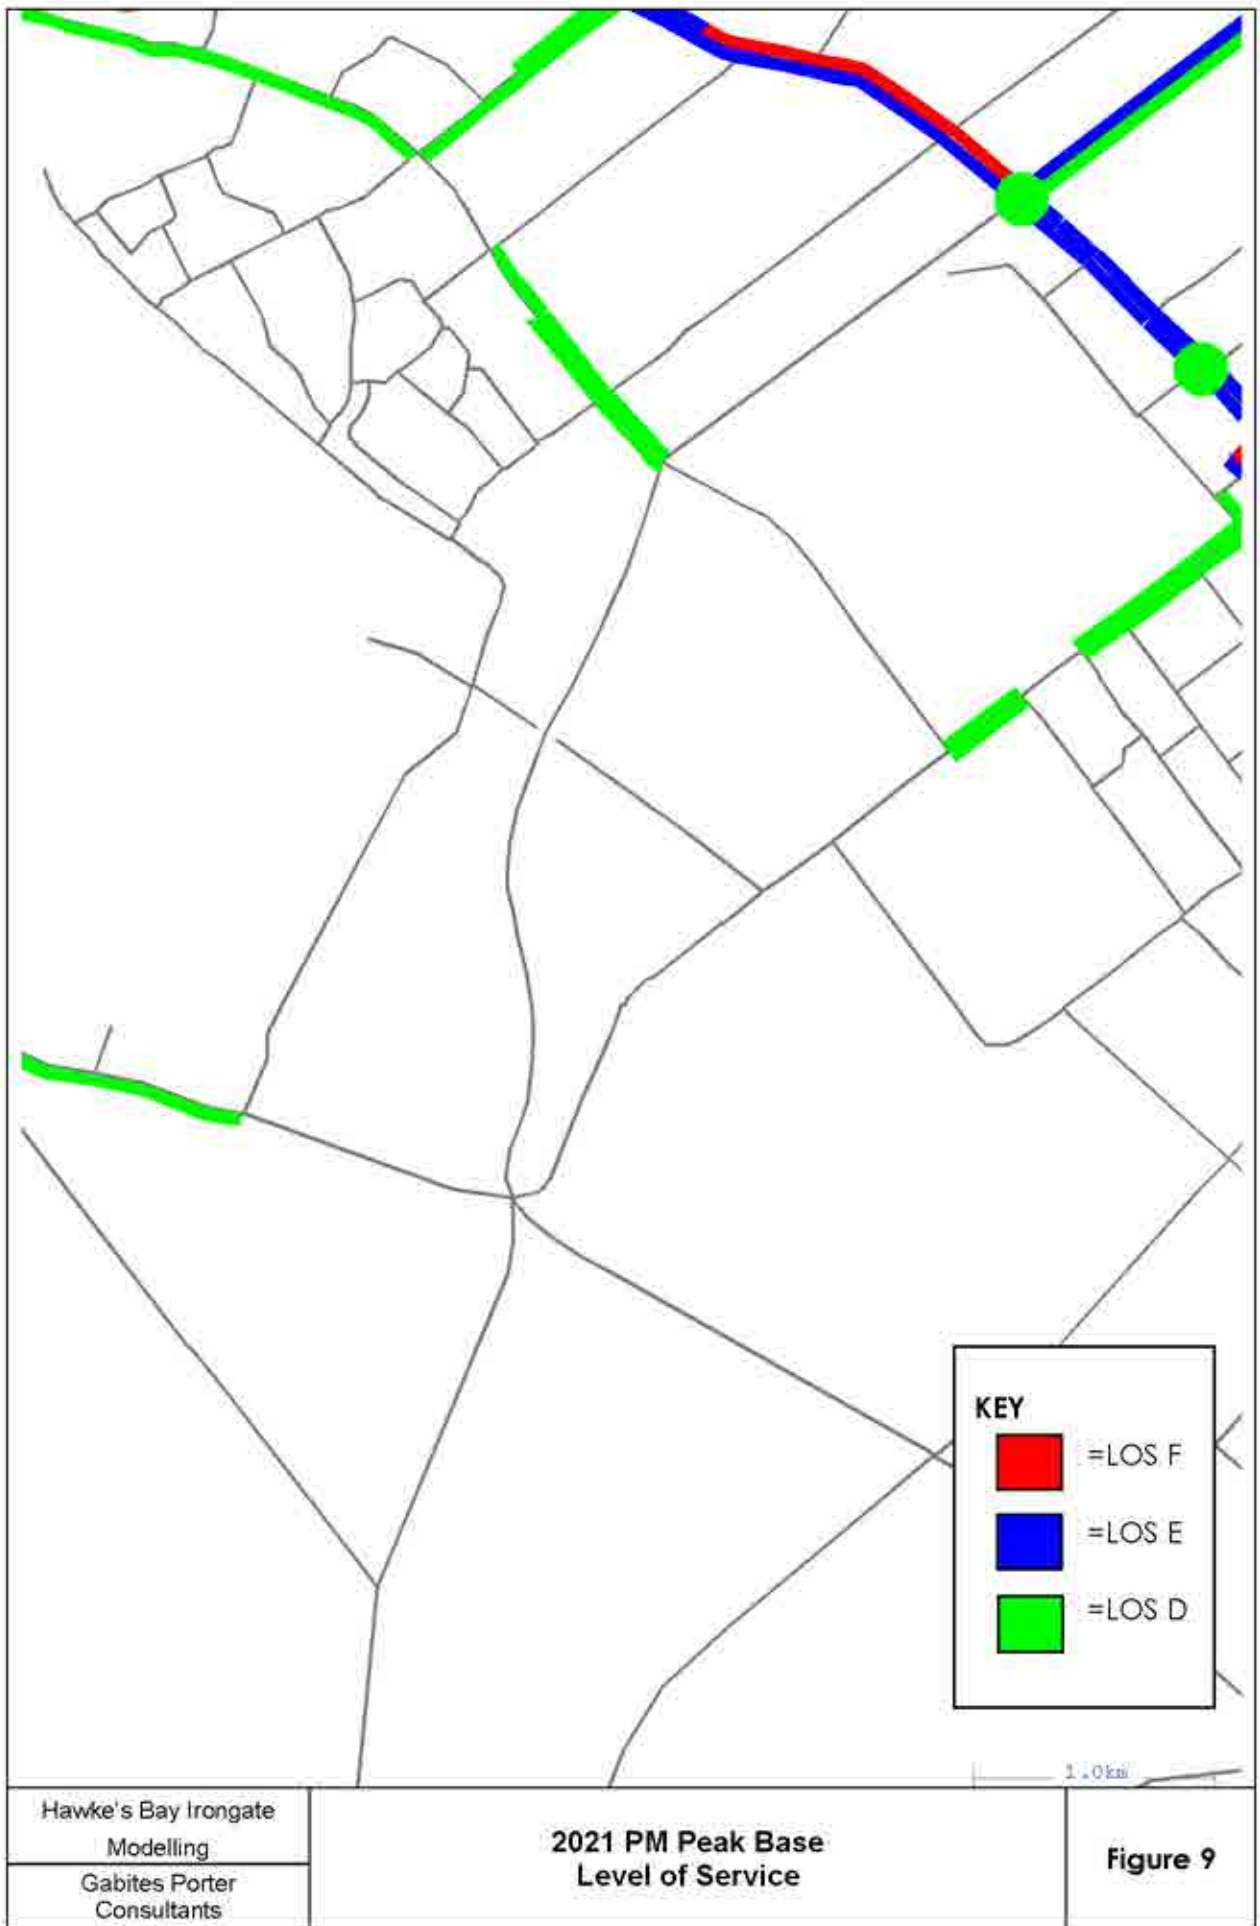 KEY
=LOS F
=LOS E
=LOS D
1.0km
Hawke's Bay Irongate
Modelling
Gabites Porter
Consultants
2021 PM Peak Base
Level of Service
Figure 9